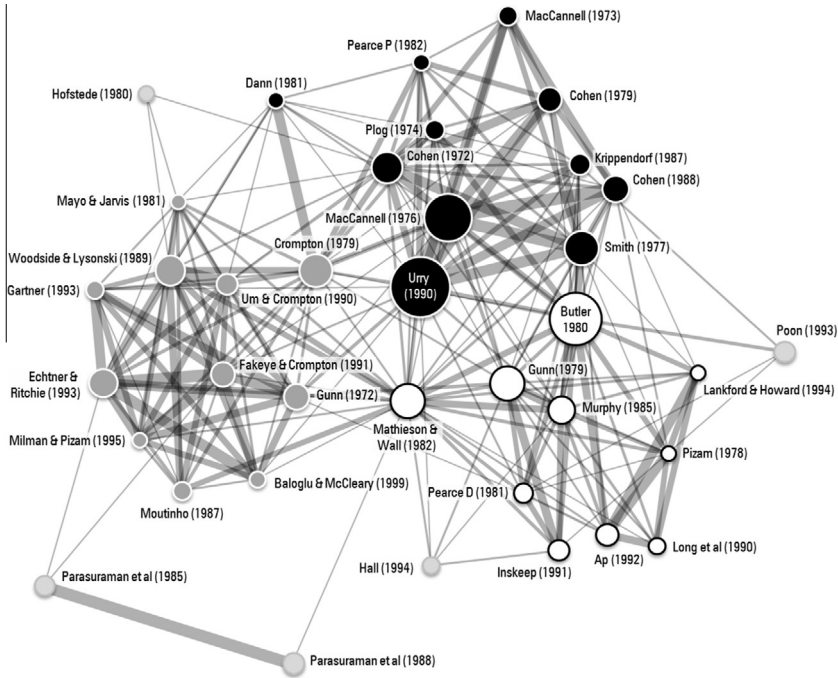 MacCannell (1973)
Pearce P (1982)
Dann (1981)
Hofstede (1980)
Cohen (1979)
Plog (1974)
Cohen (1972)
Krippendorf (1987)
Cohen (1988)
Mayo & Jarvis (1981)
MacCannell (1976)
Crompton (1979)
Smith (1977)
Woodside & Lysonski (1989)
Urry
(1990)
Gartner (1993)
Um & Crompton (1990)
Butler
1980
Poon (1993)
Fakeye & Crompton (1991)
Gunn(1979)
Echtner &
Ritchie (1993)
Lankford & Howard (1994)
Gunn (1972)
Murphy (1985)
Mathieson &
Wall (1982)
Milman & Pizam (1995)
Pizam (1978)
Baloglu & McCleary (1999)
Pearce D (1981)
Moutinho (1987)
Long et al (1990)
Ap (1992)
Hall (1994)
Inskeep (1991)
Parasuraman et al (1985)
Parasuraman et al (1988)